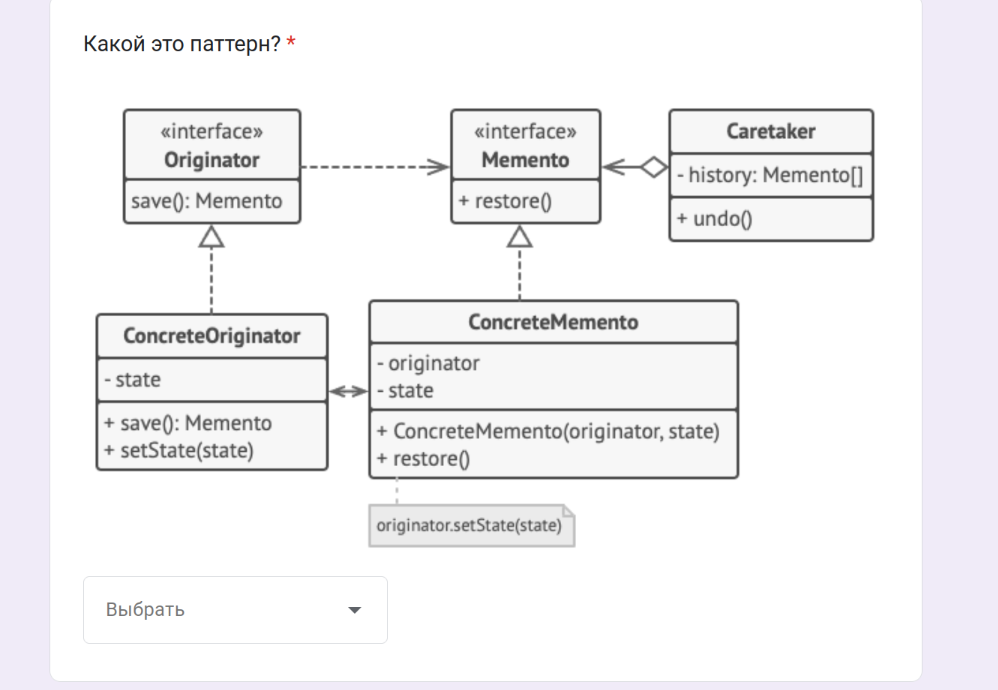 Какой это паттерн? *
«interface»
Originator
save(): Memento
«interface»
Memento
+ restore()
Caretaker
- history: Memento[]
+ undo()
ConcreteOriginator
- state
+ save(): Memento
+ setState(state)
ConcreteMemento
- originator
- state
+ ConcreteMemento(originator, state)
+ restore()
originator.setState(state)
Выбрать